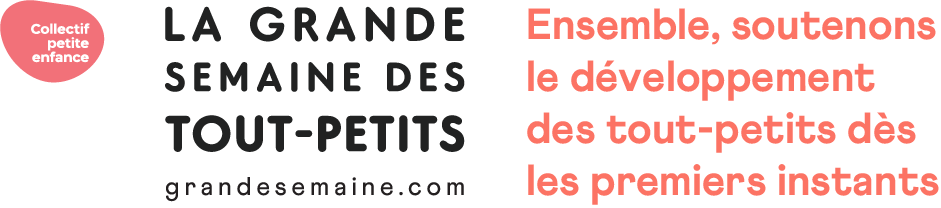 Collectif
petite
enfance
LA GRANDE
SEMAINE DES
TOUT-PETITS
grandesemaine.com
Ensemble, soutenons
le développement
des tout-petits dès
les premiers instants